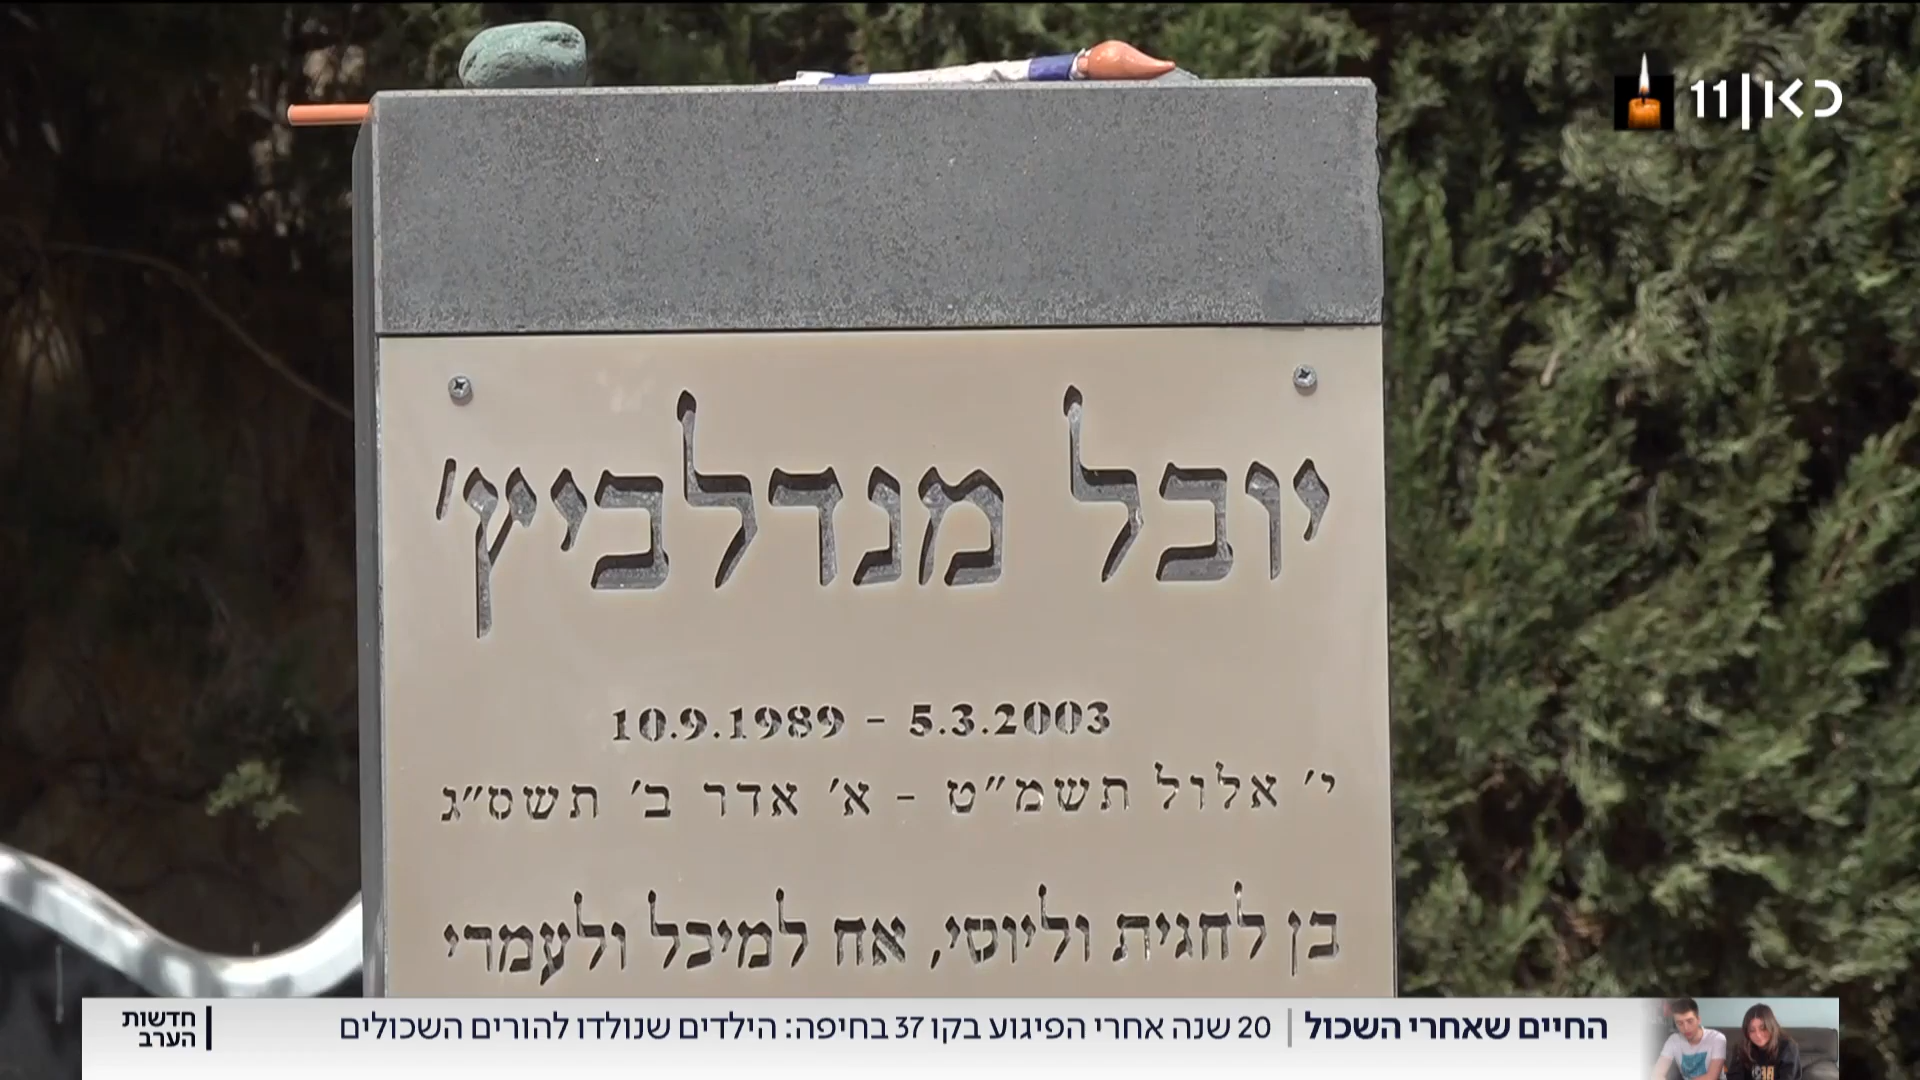 כאן|11
יובל מנדלביץ'
10.9.1989 - 5.3.2003
י' אלול תשמ"ט - א' אדר ב' תשס"ג
בן לחגית וליוסי, אח למיכל ולעמרי
החיים שאחרי השכול | 20 שנה אחרי הפיגוע בקו 37 בחיפה: הילדים שנולדו להורים השכולים
חדשות
הערב